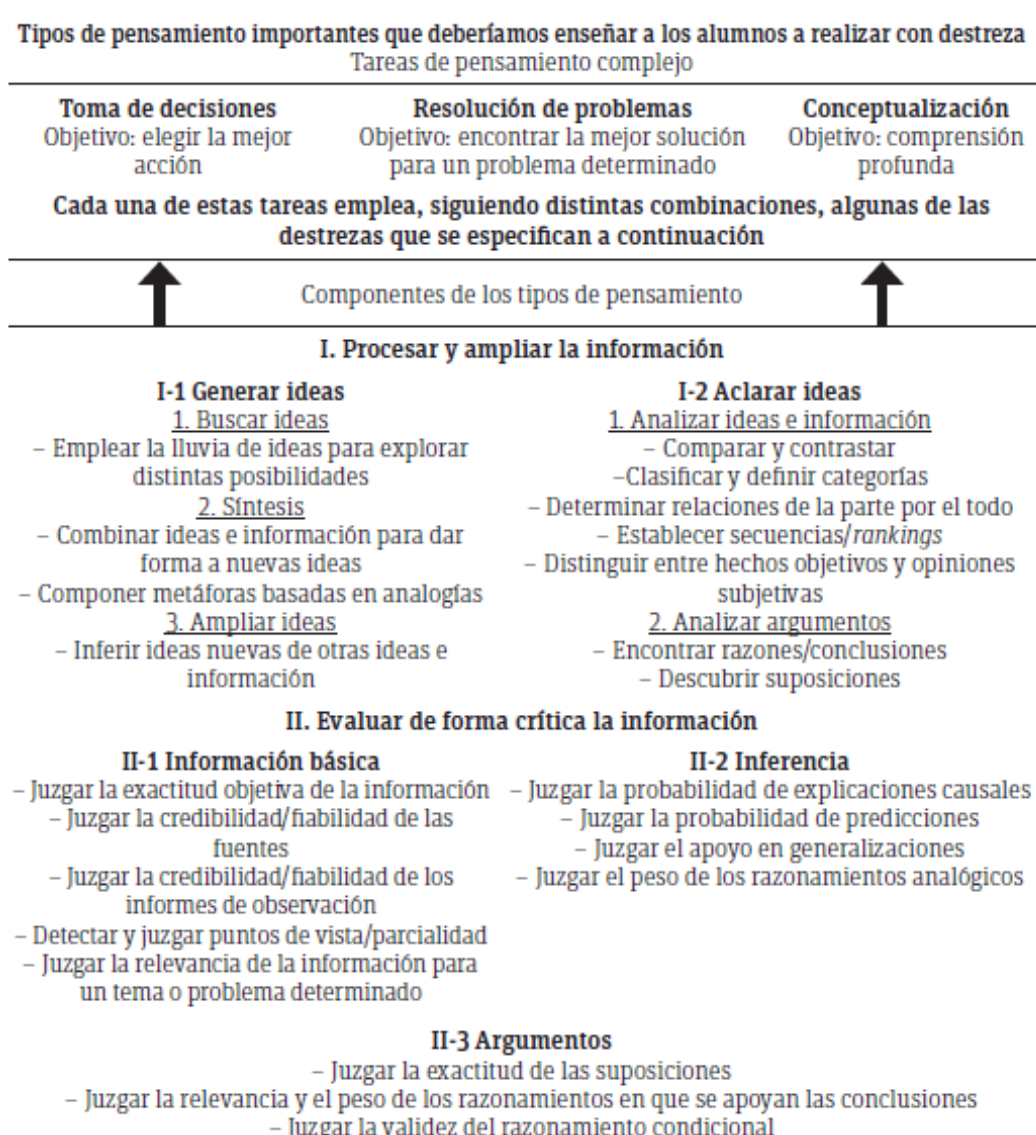 Tipos de pensamiento importantes que deberíamos enseñar a los alumnos a realizar con destreza
Tareas de pensamiento complejo
Toma de decisiones
Objetivo: elegir la mejor
acción
Resolución de problemas
Objetivo: encontrar la mejor solución
para un problema determinado
Conceptualización
Objetivo: comprensión
profunda
Cada una de estas tareas emplea, siguiendo distintas combinaciones, algunas de las
destrezas que se especifican a continuación
Componentes de los tipos de pensamiento
I. Procesar y ampliar la información
I-1 Generar ideas
1. Buscar ideas
– Emplear la lluvia de ideas para explorar
distintas posibilidades
2. Síntesis
– Combinar ideas e información para dar
forma a nuevas ideas
– Componer metáforas basadas en analogías
3. Ampliar ideas
– Inferir ideas nuevas de otras ideas e
información
I-2 Aclarar ideas
1. Analizar ideas e información
– Comparar y contrastar
–Clasificar y definir categorías
– Determinar relaciones de la parte por el todo
– Establecer secuencias/rankings
– Distinguir entre hechos objetivos y opiniones
subjetivas
2. Analizar argumentos
– Encontrar razones/conclusiones
– Descubrir suposiciones
II. Evaluar de forma crítica la información
II-1 Información básica
– Juzgar la exactitud objetiva de la información
– Juzgar la credibilidad/fiabilidad de las
fuentes
– Juzgar la credibilidad/fiabilidad de los
informes de observación
– Detectar y juzgar puntos de vista/parcialidad
– Juzgar la relevancia de la información para
un tema o problema determinado
II-2 Inferencia
– Juzgar la probabilidad de explicaciones causales
– Juzgar la probabilidad de predicciones
– Juzgar el apoyo en generalizaciones
– Juzgar el peso de los razonamientos analógicos
II-3 Argumentos
– Juzgar la exactitud de las suposiciones
– Juzgar la relevancia y el peso de los razonamientos en que se apoyan las conclusiones
– Juzgar la validez del razonamiento condicional